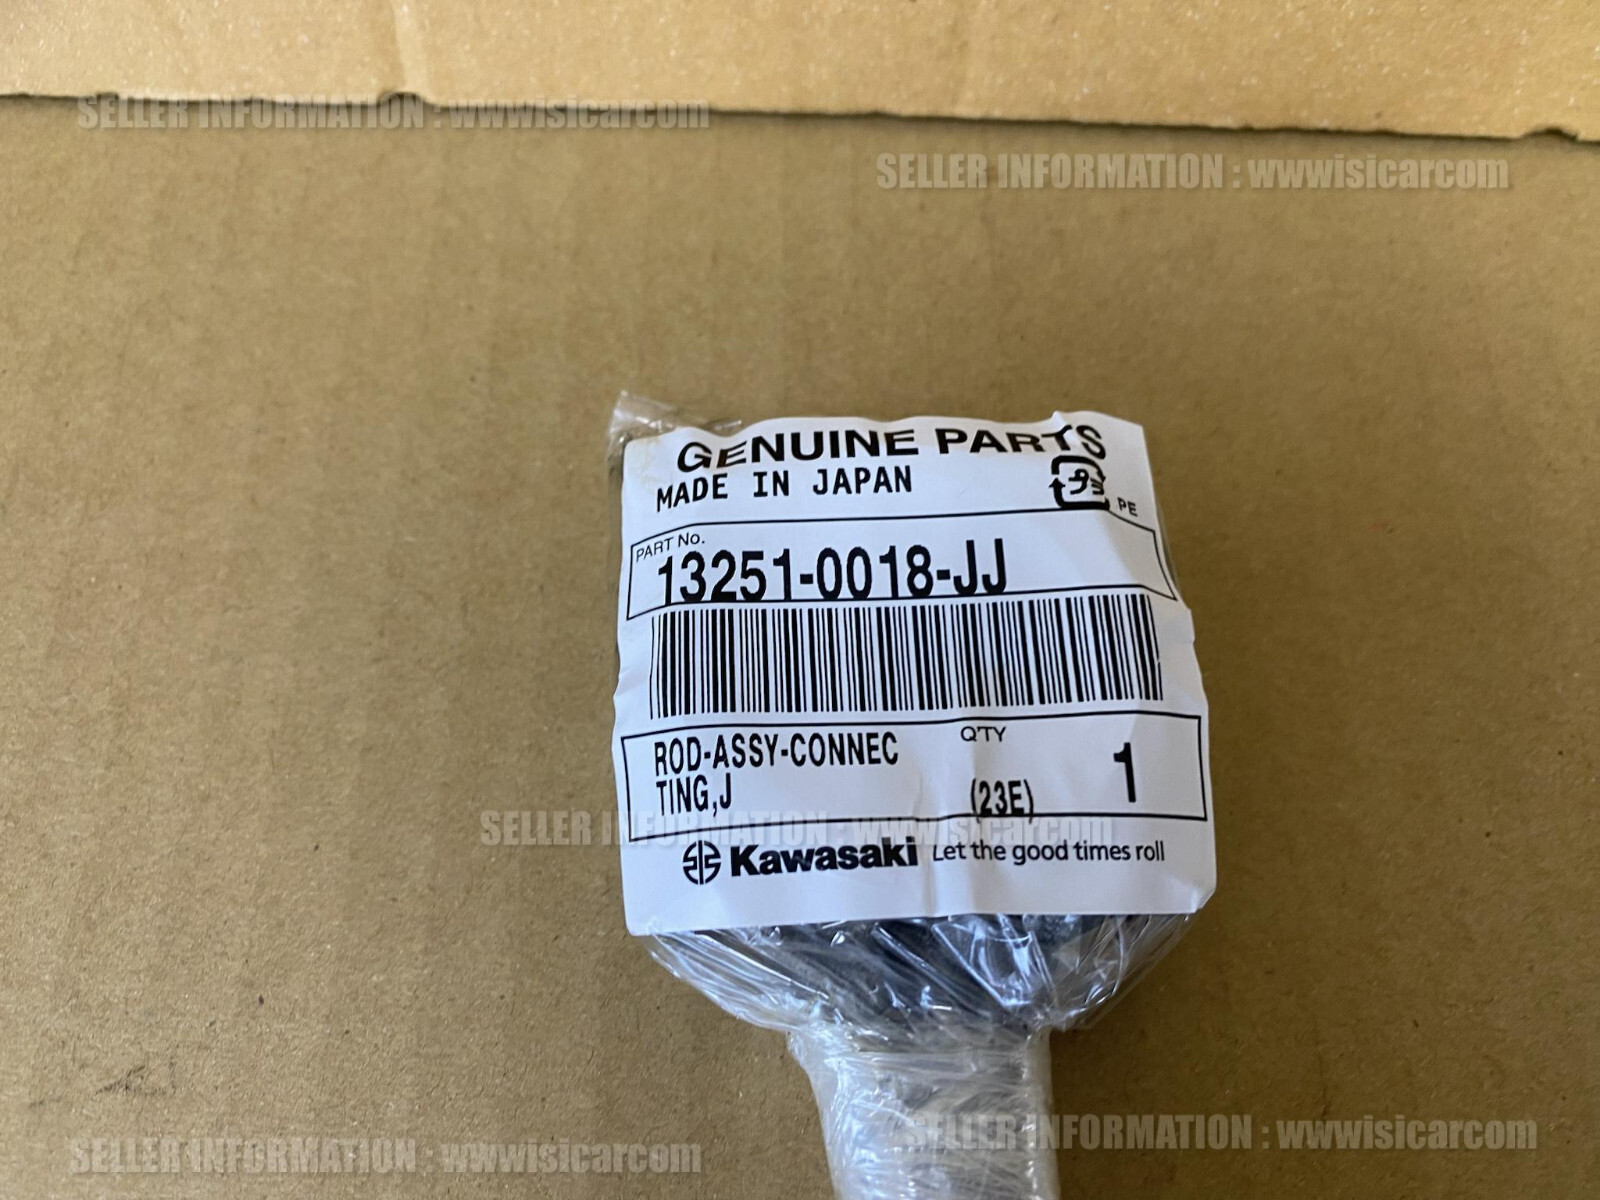 SELLER INFORMATION : wwwisicarcom
SELLER INFORMATION : wwwisicarcom
GENUINE PARTS
MADE IN JAPAN
プラ
PE
PART No.
13251-0018-JJ
ROD-ASSY-CONNEC
TING,J
Q'TY
(23E)
1
SELLER INFORMATION : wwwisicarcom
Kawasaki Let the good times roll
SELLER INFORMATION : wwwisicarcom
SELLER INFORMATION : wwwisicarcom